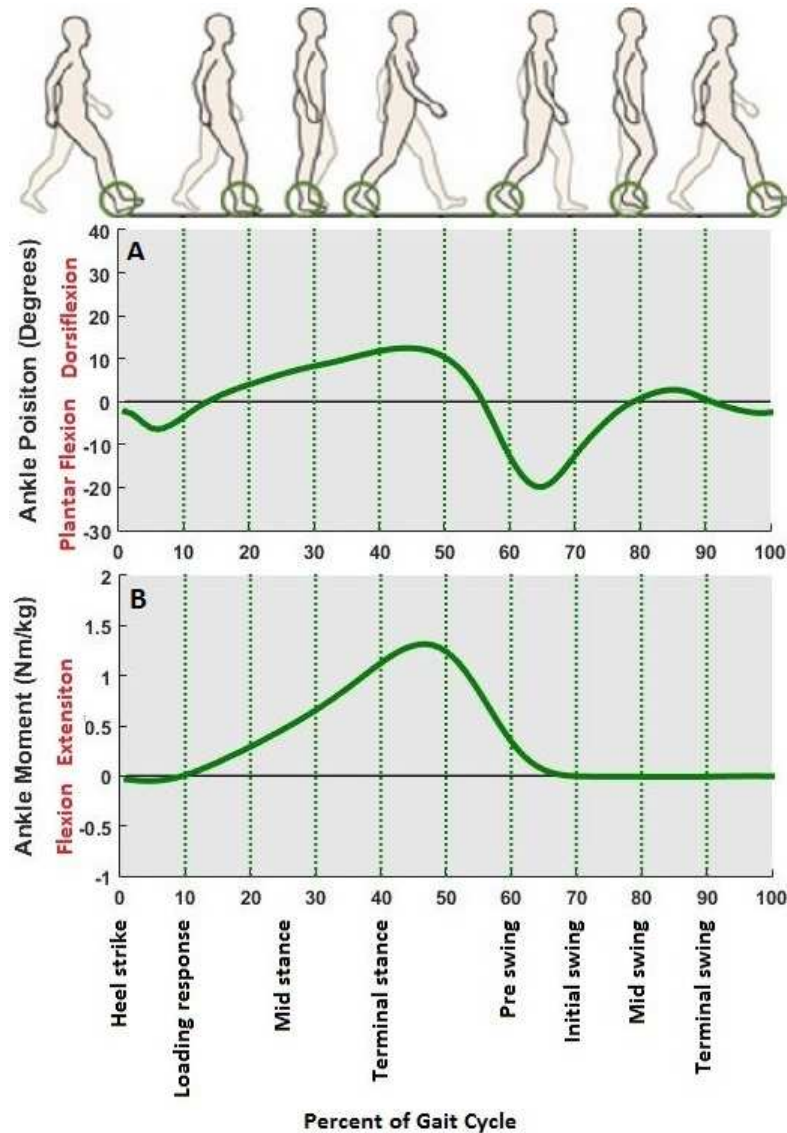 A
Ankle Poisiton (Degrees)
Plantar Flexion Dorsiflexion
40
30
20
10
0
-10
-20
-30
0 10 20 30 40 50 60 70 80 90 100
B
Ankle Moment (Nm/kg)
Flexion Extensiton
2
1.5
1
0.5
0
-0.5
-1
0 10 20 30 40 50 60 70 80 90 100
Heel strike
Loading response
Mid stance
Terminal stance
Pre swing
Initial swing
Mid swing
Terminal swing
Percent of Gait Cycle